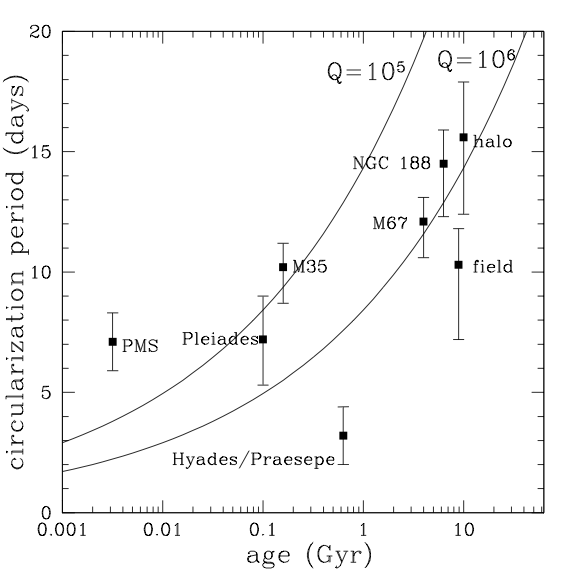 20
Q=10⁵
Q=10⁶
halo
15
NGC 188
M67
circularization period (days)
10
M35
field
Pleiades
PMS
5
Hyades/Praesepe
0
0.001 0.01 0.1 1 10
age (Gyr)